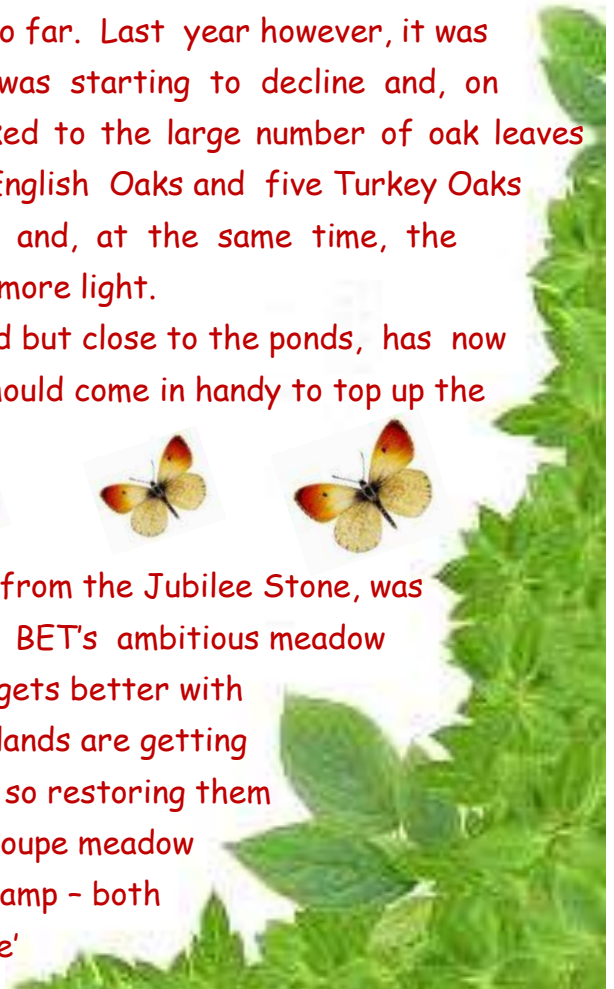 o far. Last year however, it was
was starting to decline and, on
ked to the large number of oak leaves
English Oaks and five Turkey Oaks
and, at the same time, the
more light.
d but close to the ponds, has now
hould come in handy to top up the
from the Jubilee Stone, was
BET's ambitious meadow
gets better with
lands are getting
so restoring them
oupe meadow
amp – both
e'